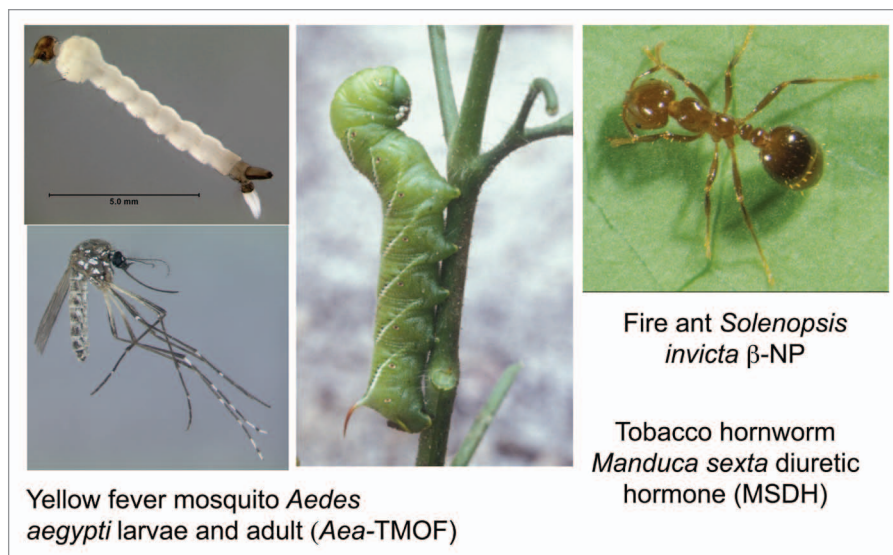 5.0 mm
Fire ant Solenopsis
invicta β-NP
Tobacco hornworm
Manduca sexta diuretic
hormone (MSDH)
Yellow fever mosquito Aedes
aegypti larvae and adult (Aea-TMOF)